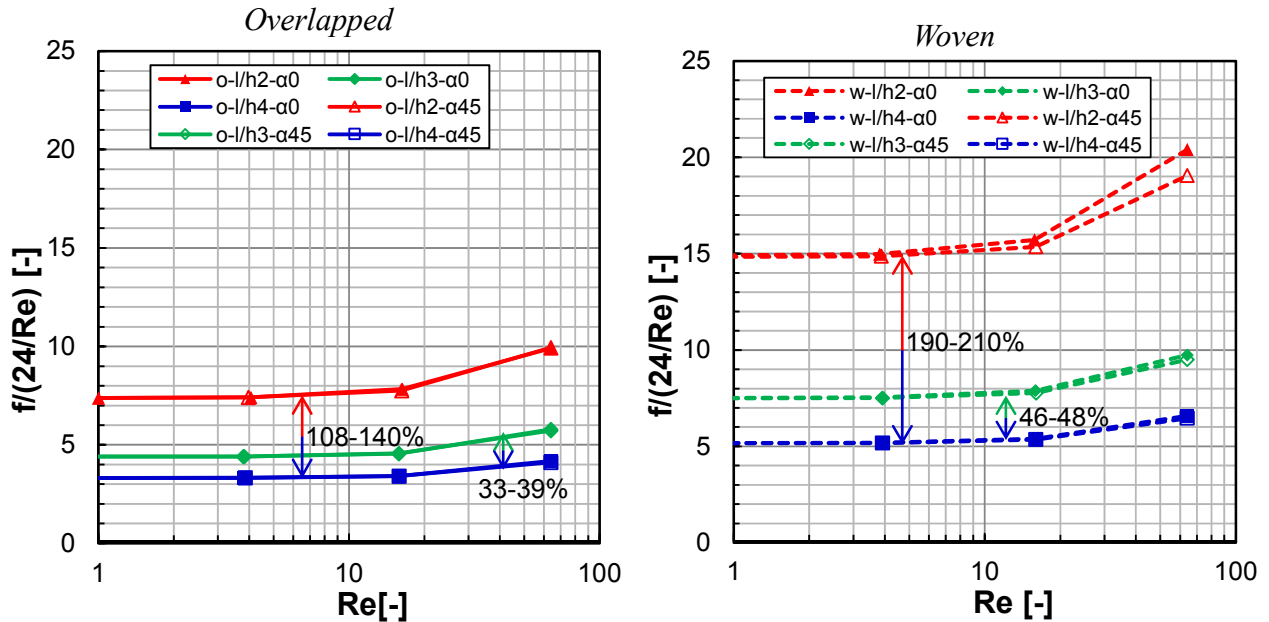 Overlapped
25
20
15
10
5
0
f/(24/Re) [-]
o-l/h2-α0 o-l/h3-α0
o-l/h4-α0 o-l/h2-α45
o-l/h3-α45 o-l/h4-α45
108-140%
33-39%
1 10 100
Re[-]
Woven
25
20
15
10
5
0
f/(24/Re) [-]
w-l/h2-α0 w-l/h3-α0
w-l/h4-α0 w-l/h2-α45
w-l/h3-α45 w-l/h4-α45
190-210%
46-48%
1 10 100
Re [-]